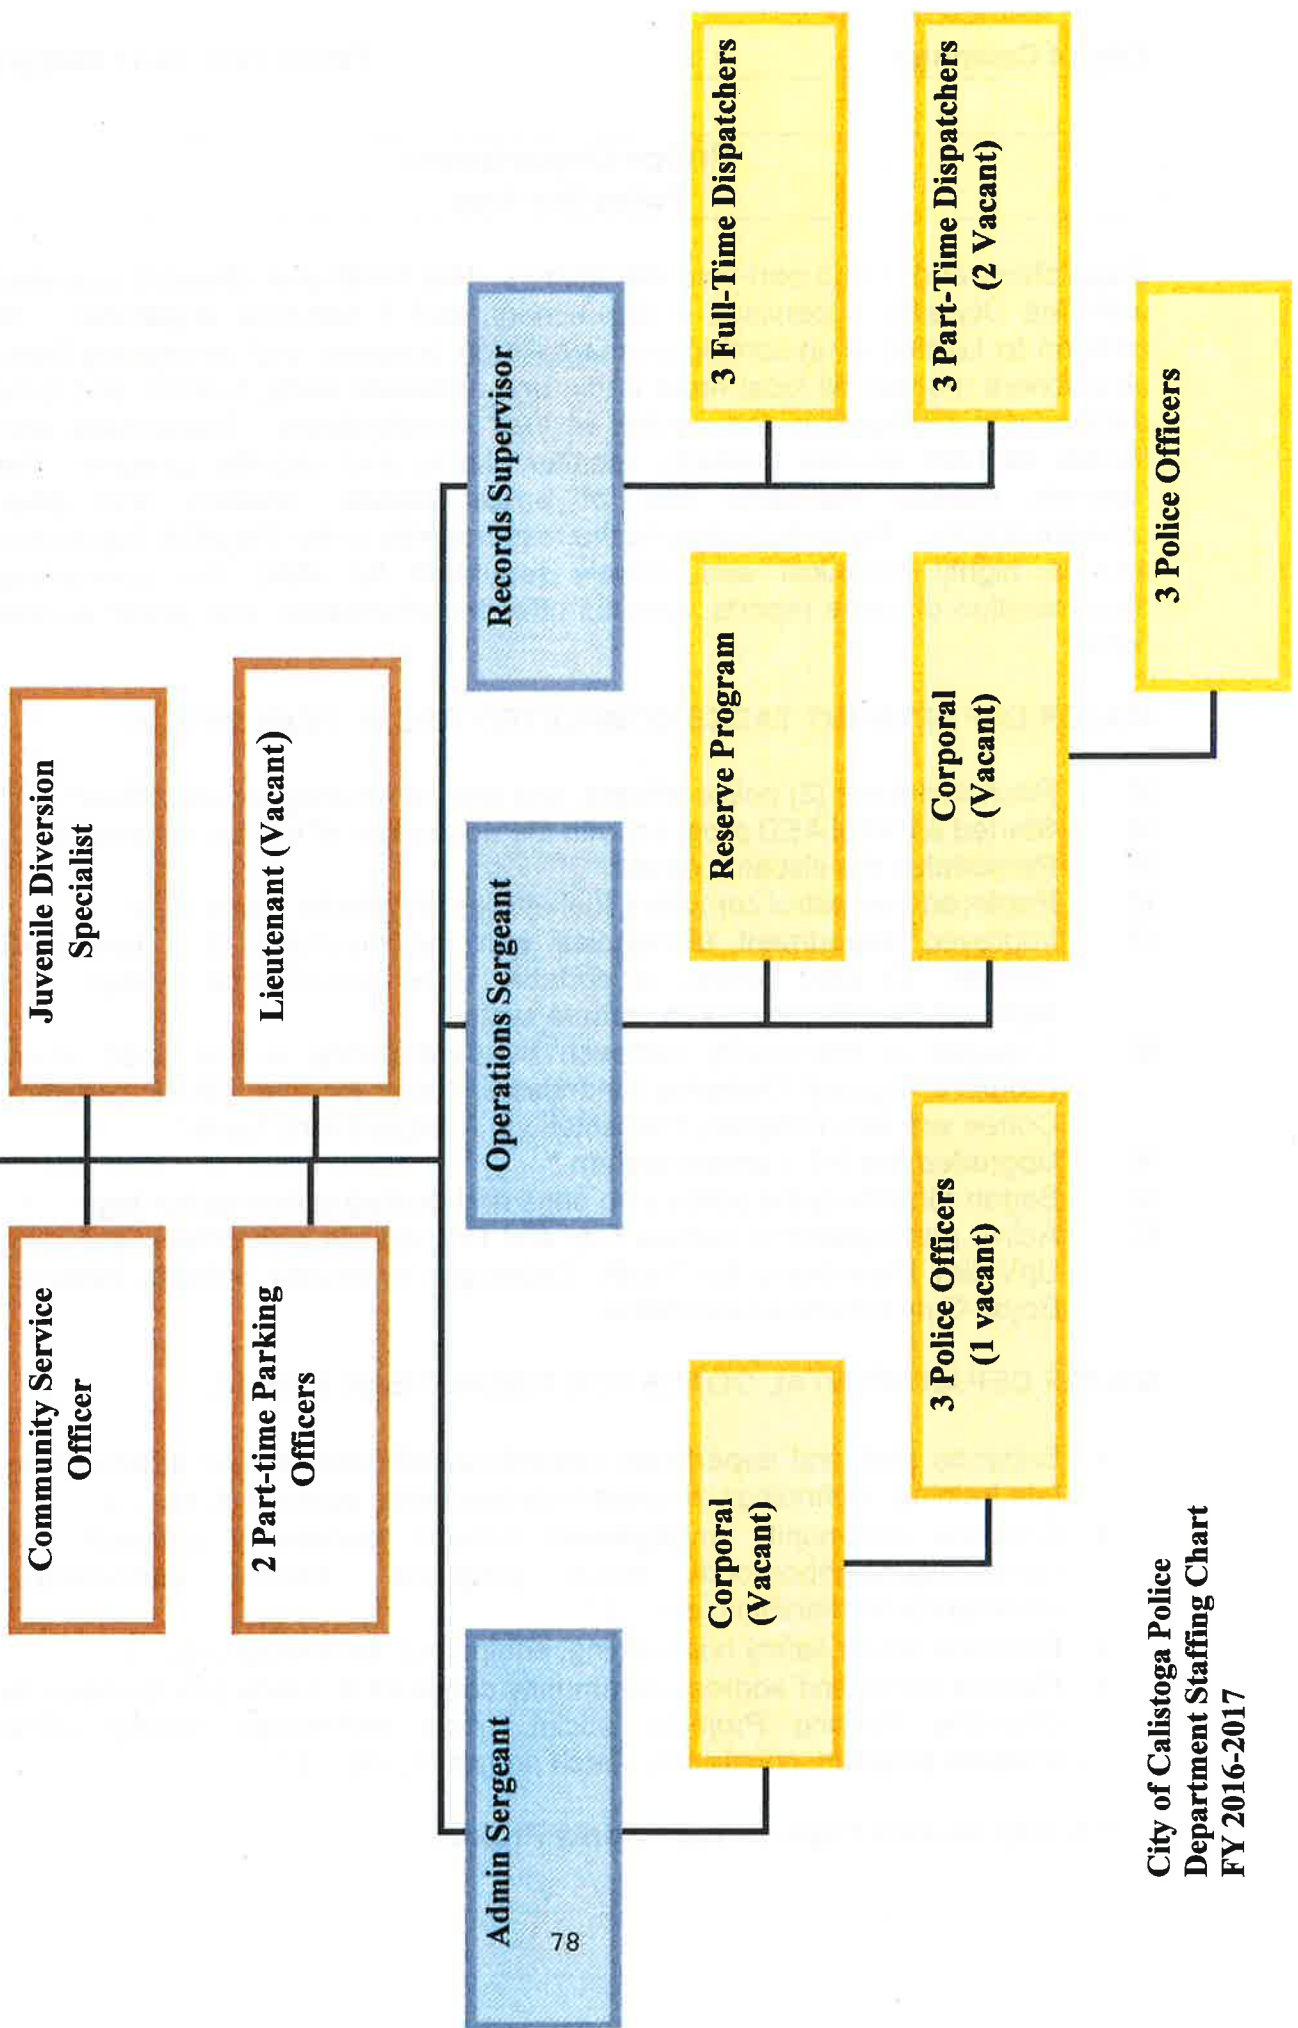 Community Service
Officer
Juvenile Diversion
Specialist
2 Part-time Parking
Officers
Lieutenant (Vacant)
Admin Sergeant
Operations Sergeant
Records Supervisor
Corporal
(Vacant)
3 Police Officers
(1 vacant)
Reserve Program
Corporal
(Vacant)
3 Police Officers
3 Full-Time Dispatchers
3 Part-Time Dispatchers
(2 Vacant)
City of Calistoga Police
Department Staffing Chart
FY 2016-2017
78